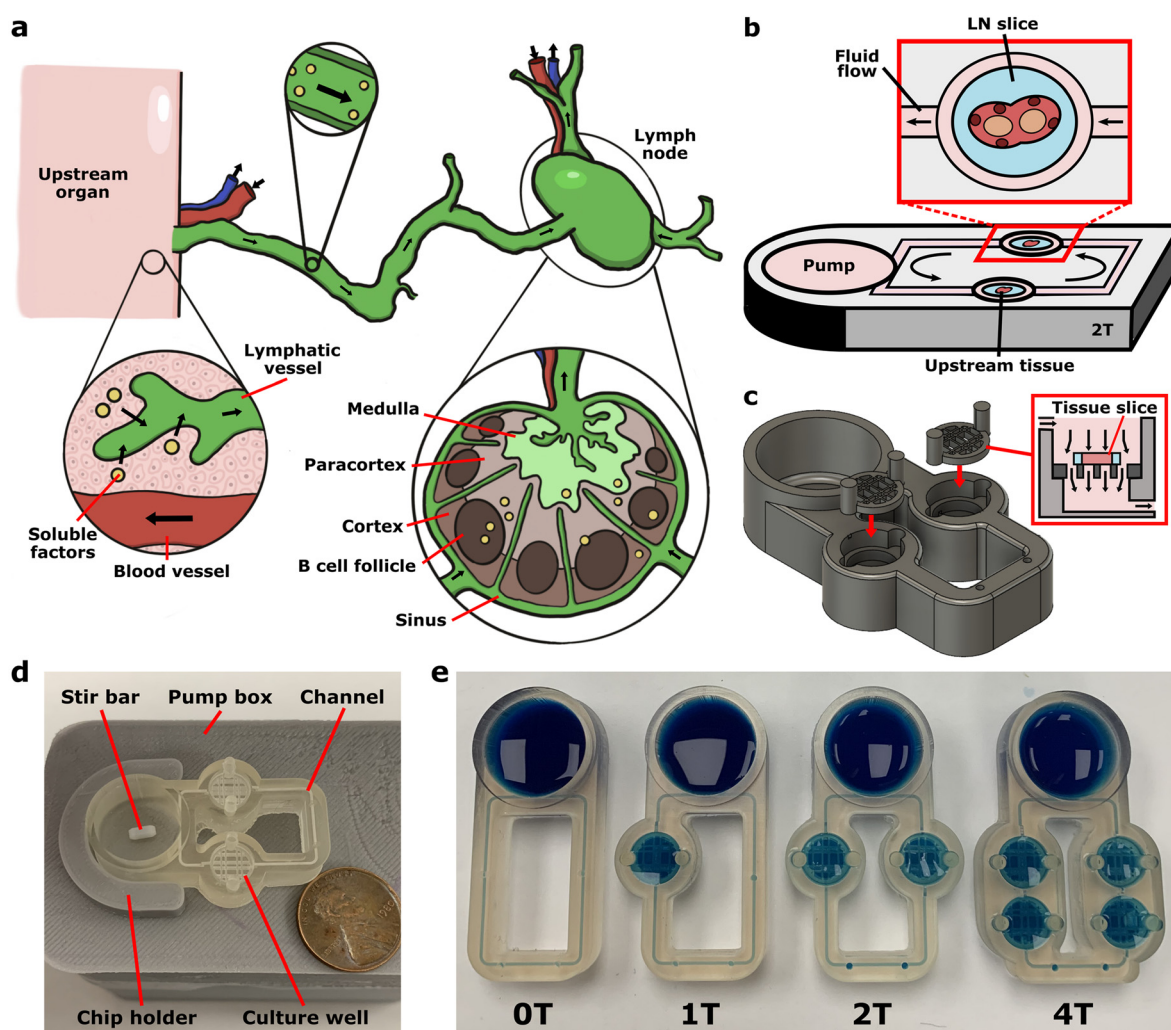 a
Upstream
organ
Lymph
node
Lymphatic
vessel
Soluble
factors
Blood vessel
Medulla
Paracortex
Cortex
B cell follicle
Sinus
b
LN slice
Fluid
flow
Pump
2T
Upstream tissue
c
Tissue slice
d
Stir bar
Pump box
Channel
Chip holder
Culture well
e
0T
1T
2T
4T